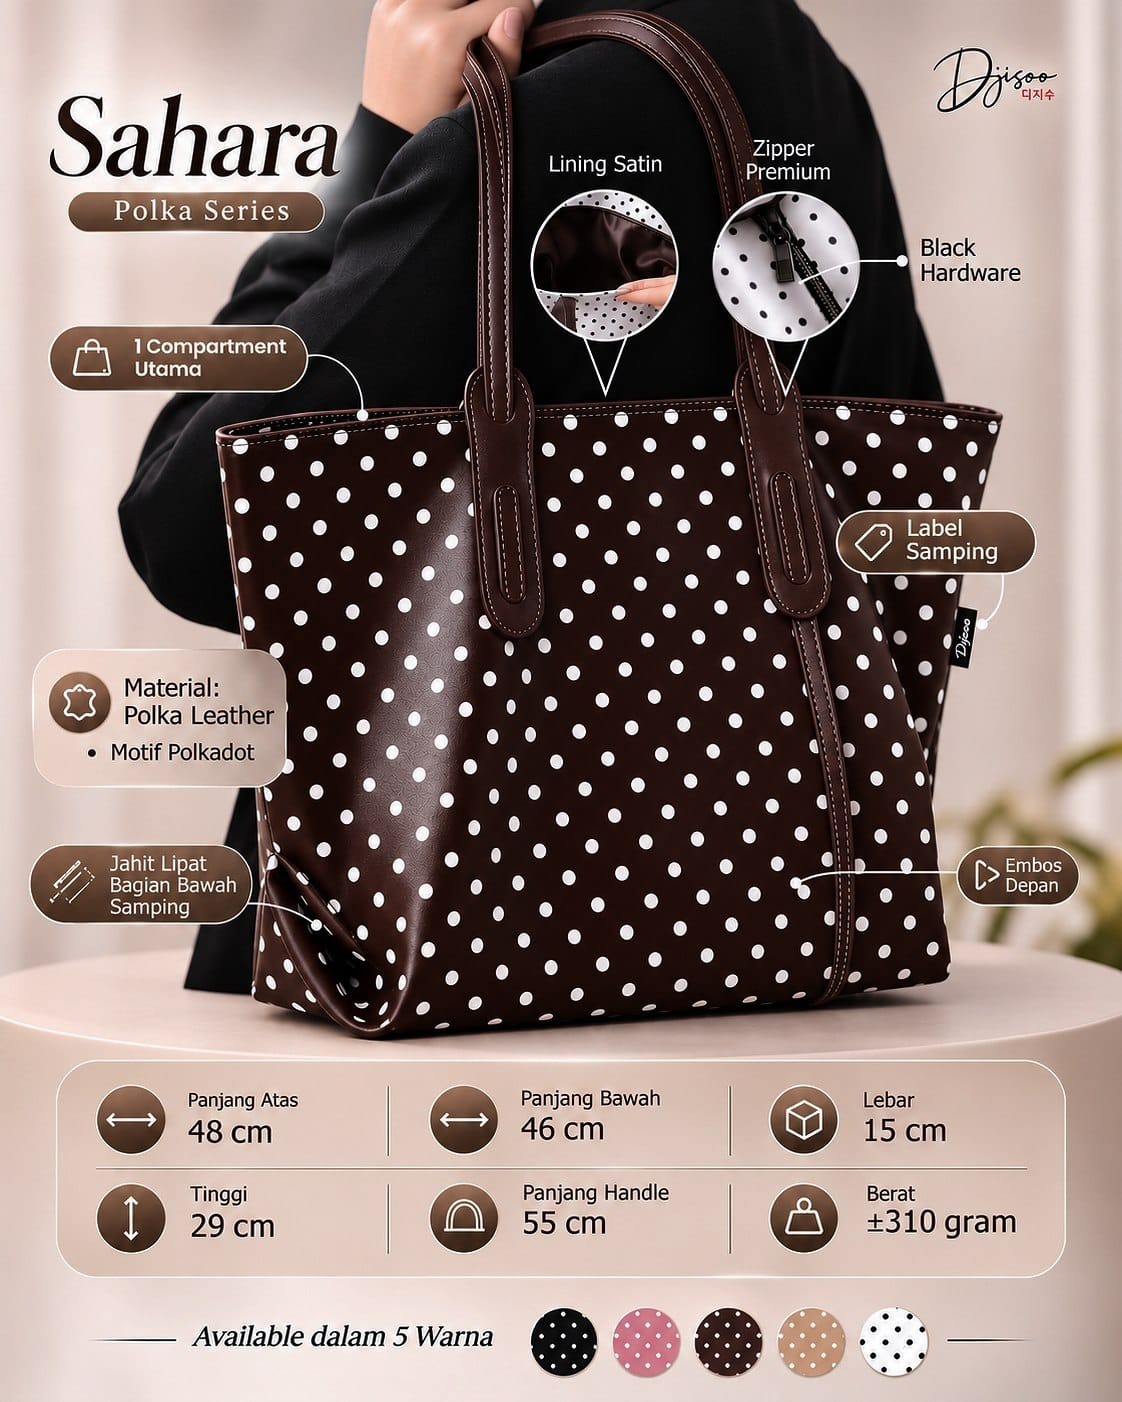 Djisoo
디지수
Sahara
Polka Series
Lining Satin
Zipper
Premium
Black
Hardware
1 Compartment
Utama
Label
Samping
Djisoo
Material:
Polka Leather
• Motif Polkadot
Jahit Lipat
Bagian Bawah
Samping
Embos
Depan
Panjang Atas
48 cm
Panjang Bawah
46 cm
Lebar
15 cm
Tinggi
29 cm
Panjang Handle
55 cm
Berat
±310 gram
Available dalam 5 Warna